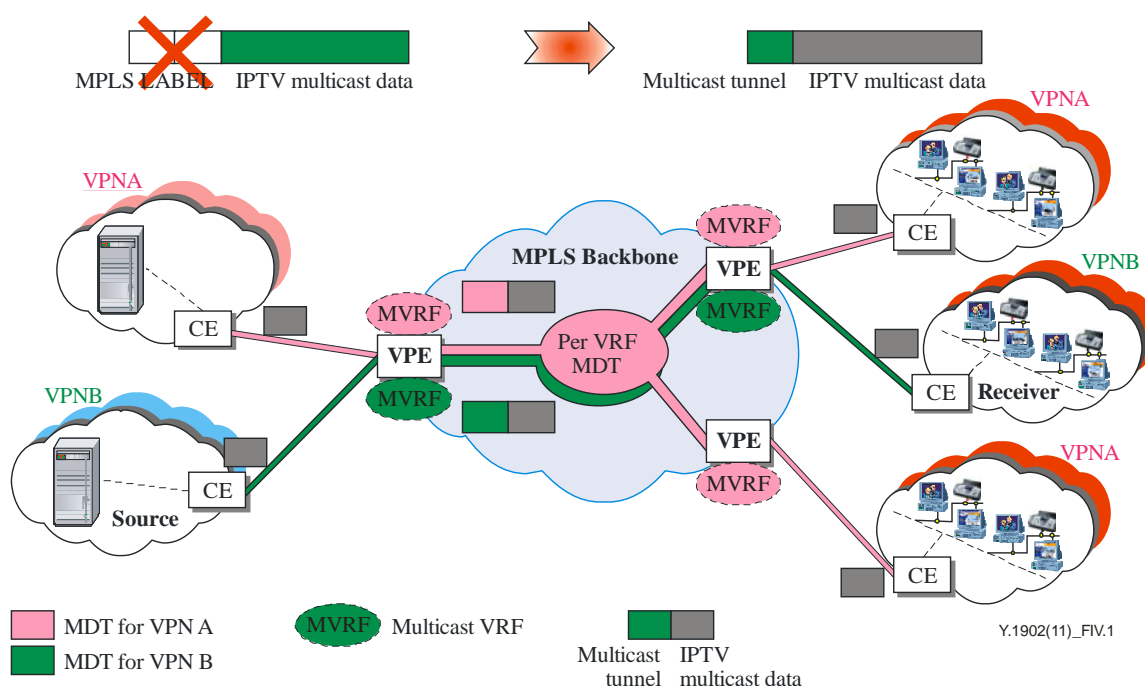 MPLS LABEL
IPTV multicast data
Multicast tunnel
IPTV multicast data
VPNA
VPNA
CE
MVRF
MPLS Backbone
VPE
MVRF
VPNB
CE
MVRF
VPE
MVRF
Per VRF
MDT
CE
Receiver
VPNB
CE
Source
VPE
MVRF
VPNA
CE
MDT for VPN A
MDT for VPN B
MVRF
Multicast VRF
Multicast
tunnel
IPTV
multicast data
Y.1902(11)_FIV.1